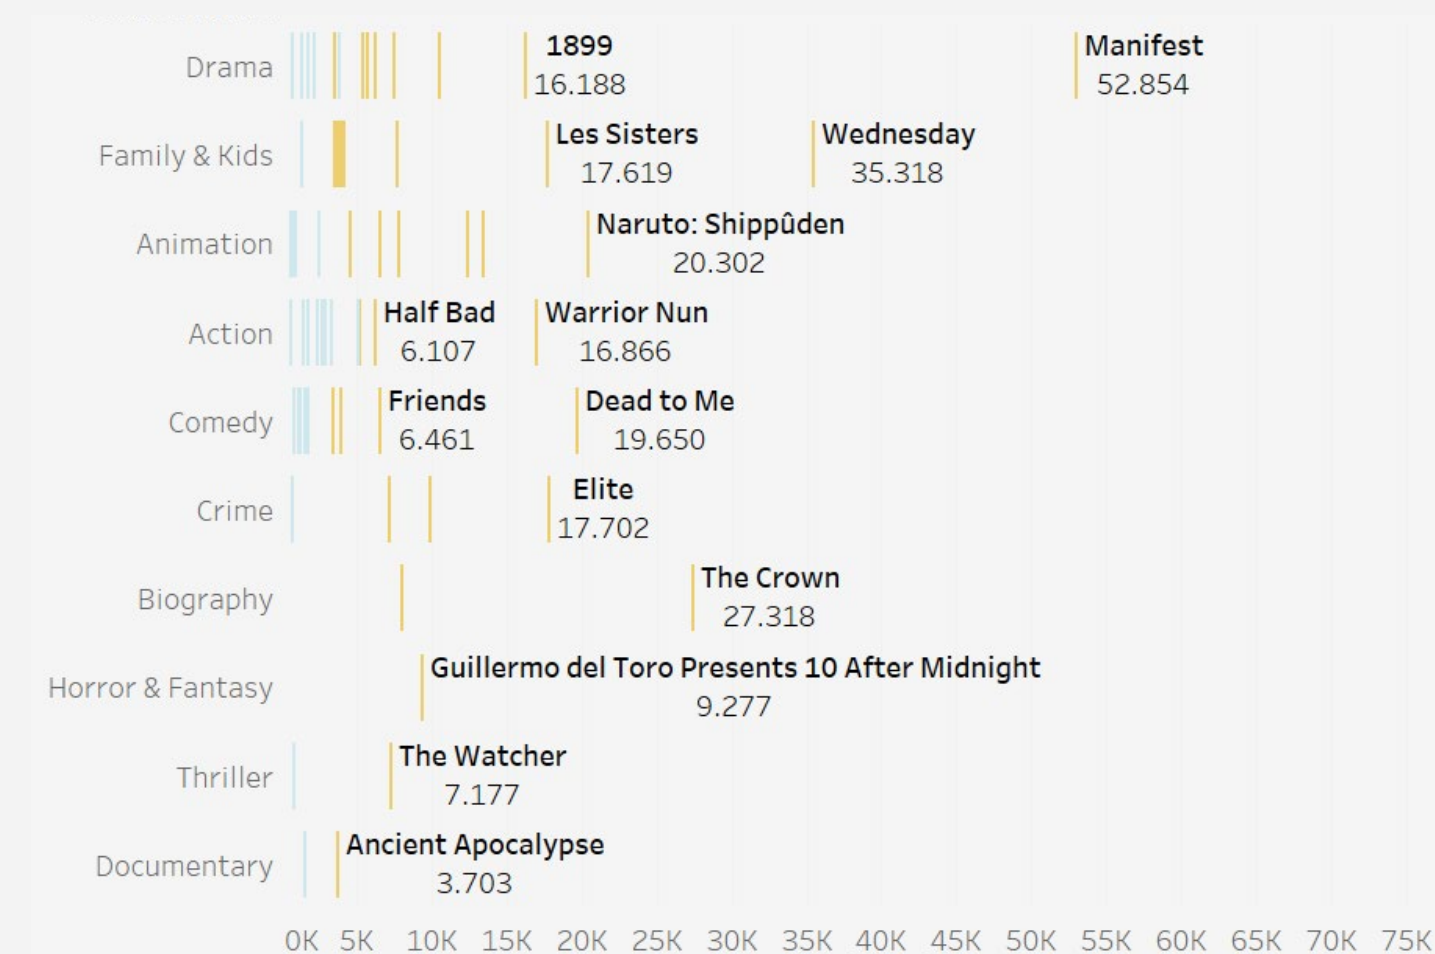 Drama
1899
16.188
Manifest
52.854
Family & Kids
Les Sisters
17.619
Wednesday
35.318
Animation
Naruto: Shippûden
20.302
Action
Half Bad
6.107
Warrior Nun
16.866
Comedy
Friends
6.461
Dead to Me
19.650
Crime
Elite
17.702
Biography
The Crown
27.318
Horror & Fantasy
Guillermo del Toro Presents 10 After Midnight
9.277
Thriller
The Watcher
7.177
Documentary
Ancient Apocalypse
3.703
0K 5K 10K 15K 20K 25K 30K 35K 40K 45K 50K 55K 60K 65K 70K 75K